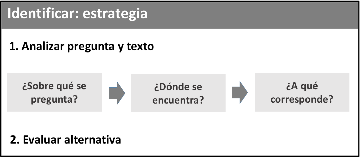 Identificar: estrategia
1. Analizar pregunta y texto
¿Sobre qué se
pregunta?
¿Dónde se
encuentra?
¿A qué
corresponde?
2. Evaluar alternativa